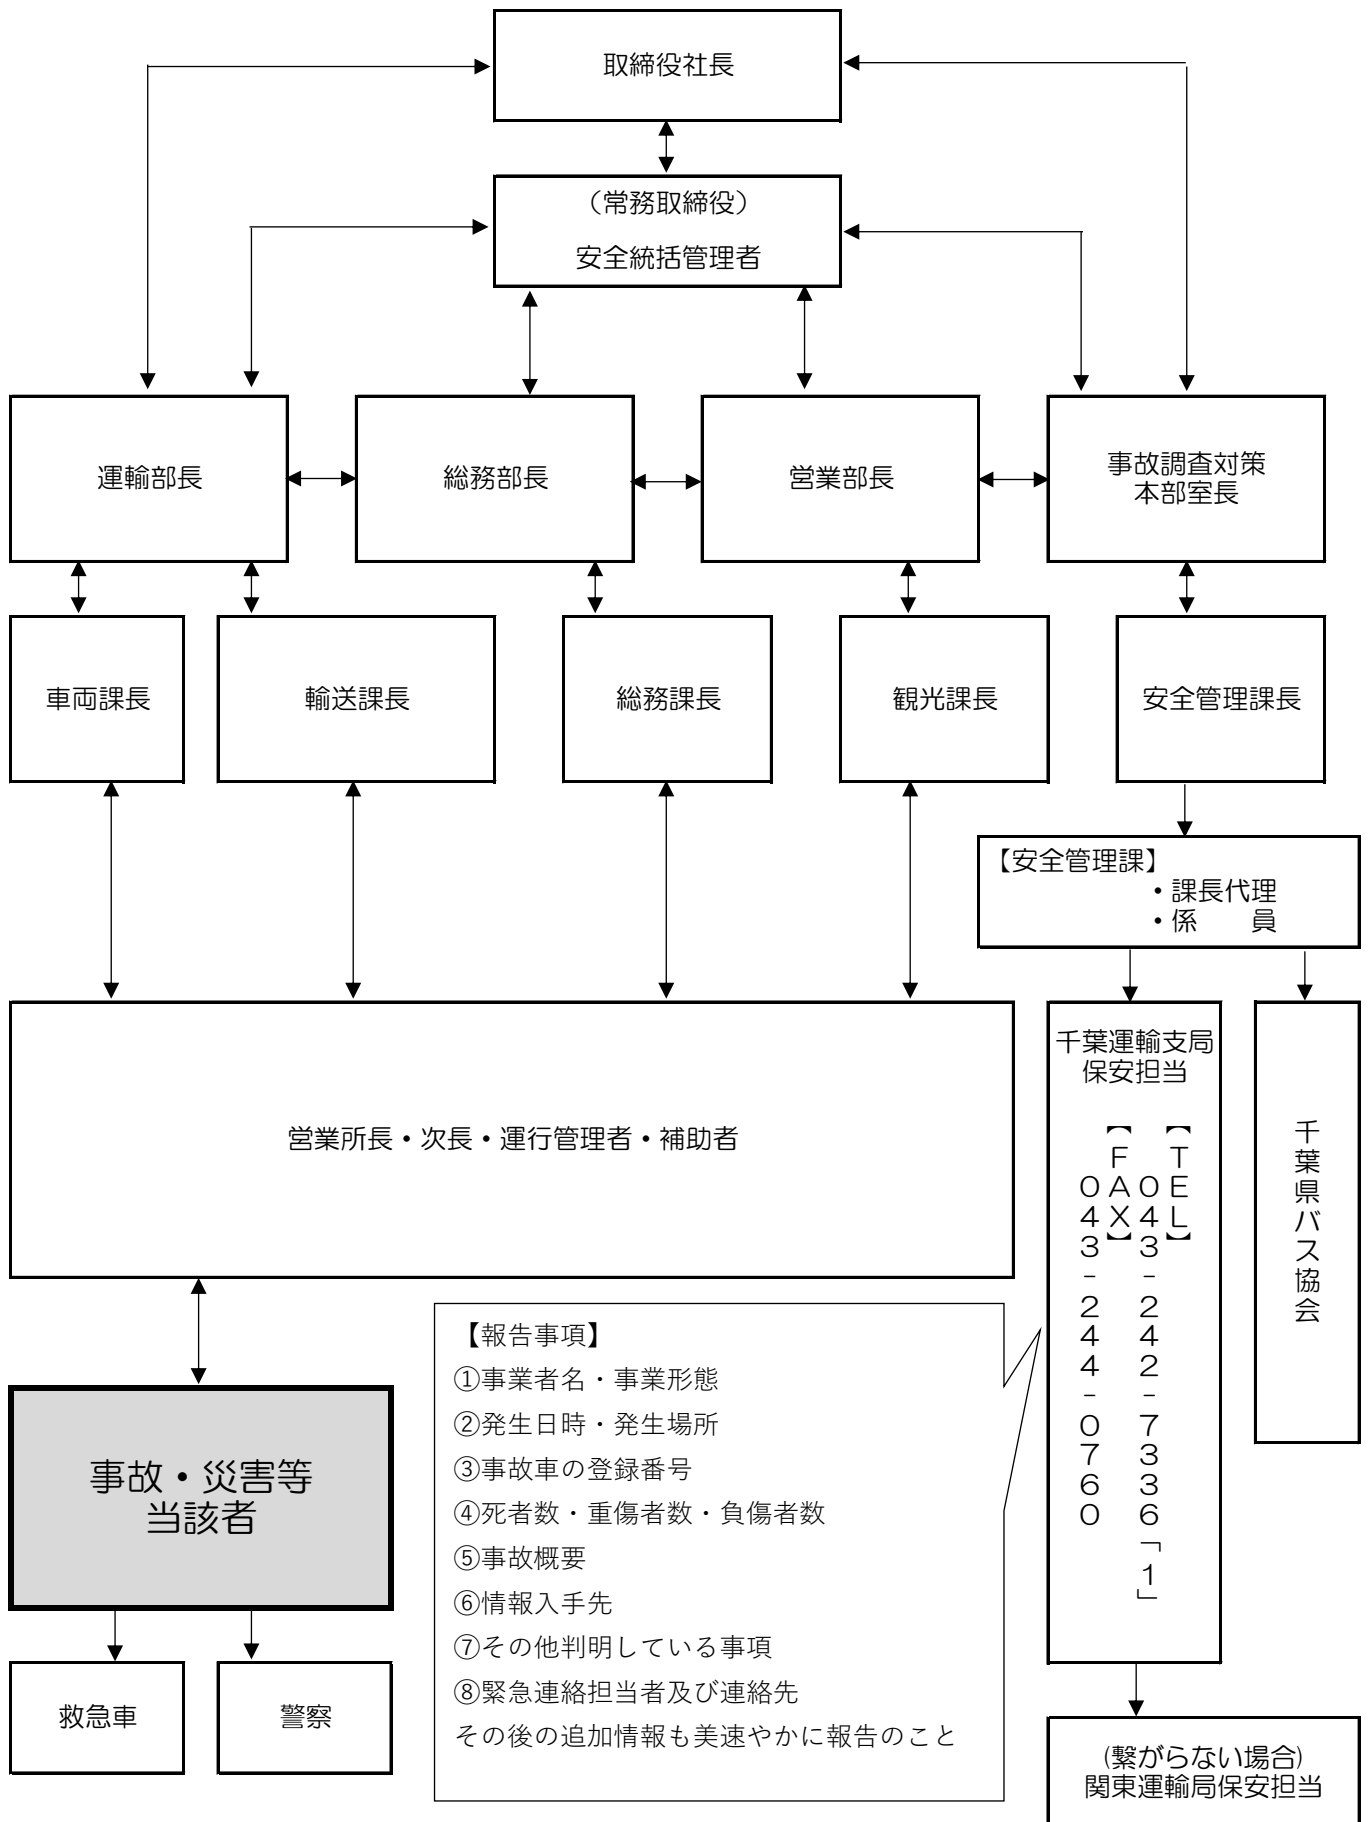 取締役社長
（常務取締役）
安全統括管理者
運輸部長
総務部長
営業部長
事故調査対策
本部室長
車両課長
輸送課長
総務課長
観光課長
安全管理課長
【安全管理課】
・課長代理
・係　　員
営業所長・次長・運行管理者・補助者
千葉運輸支局
保安担当
【TEL】
043-242-7336「1」
【FAX】
043-244-0760
千葉県バス協会
事故・災害等
当該者
救急車
警察
【報告事項】
①事業者名・事業形態
②発生日時・発生場所
③事故車の登録番号
④死者数・重傷者数・負傷者数
⑤事故概要
⑥情報入手先
⑦その他判明している事項
⑧緊急連絡担当者及び連絡先
その後の追加情報も美速やかに報告のこと
(繋がらない場合)
関東運輸局保安担当